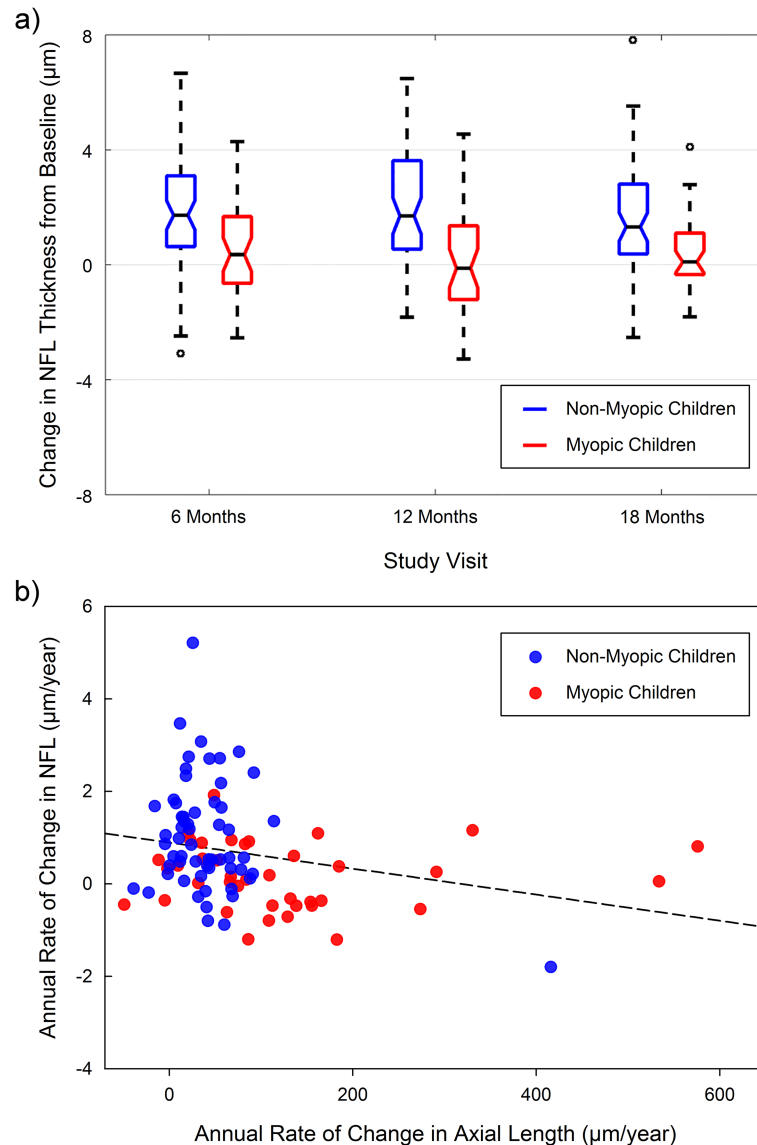 a)
Change in NFL Thickness from Baseline (µm)
8
4
0
-4
-8
Non-Myopic Children
Myopic Children
6 Months
12 Months
18 Months
Study Visit
b)
Annual Rate of Change in NFL (µm/year)
6
4
2
0
-2
-4
Non-Myopic Children
Myopic Children
0
200
400
600
Annual Rate of Change in Axial Length (µm/year)